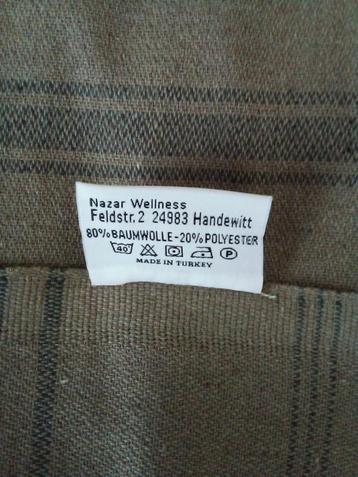 Nazar Wellness
Feldstr. 2 24983 Handewitt
80%BAUMWOLLE-20%POLYESTER
40 P
MADE IN TURKEY